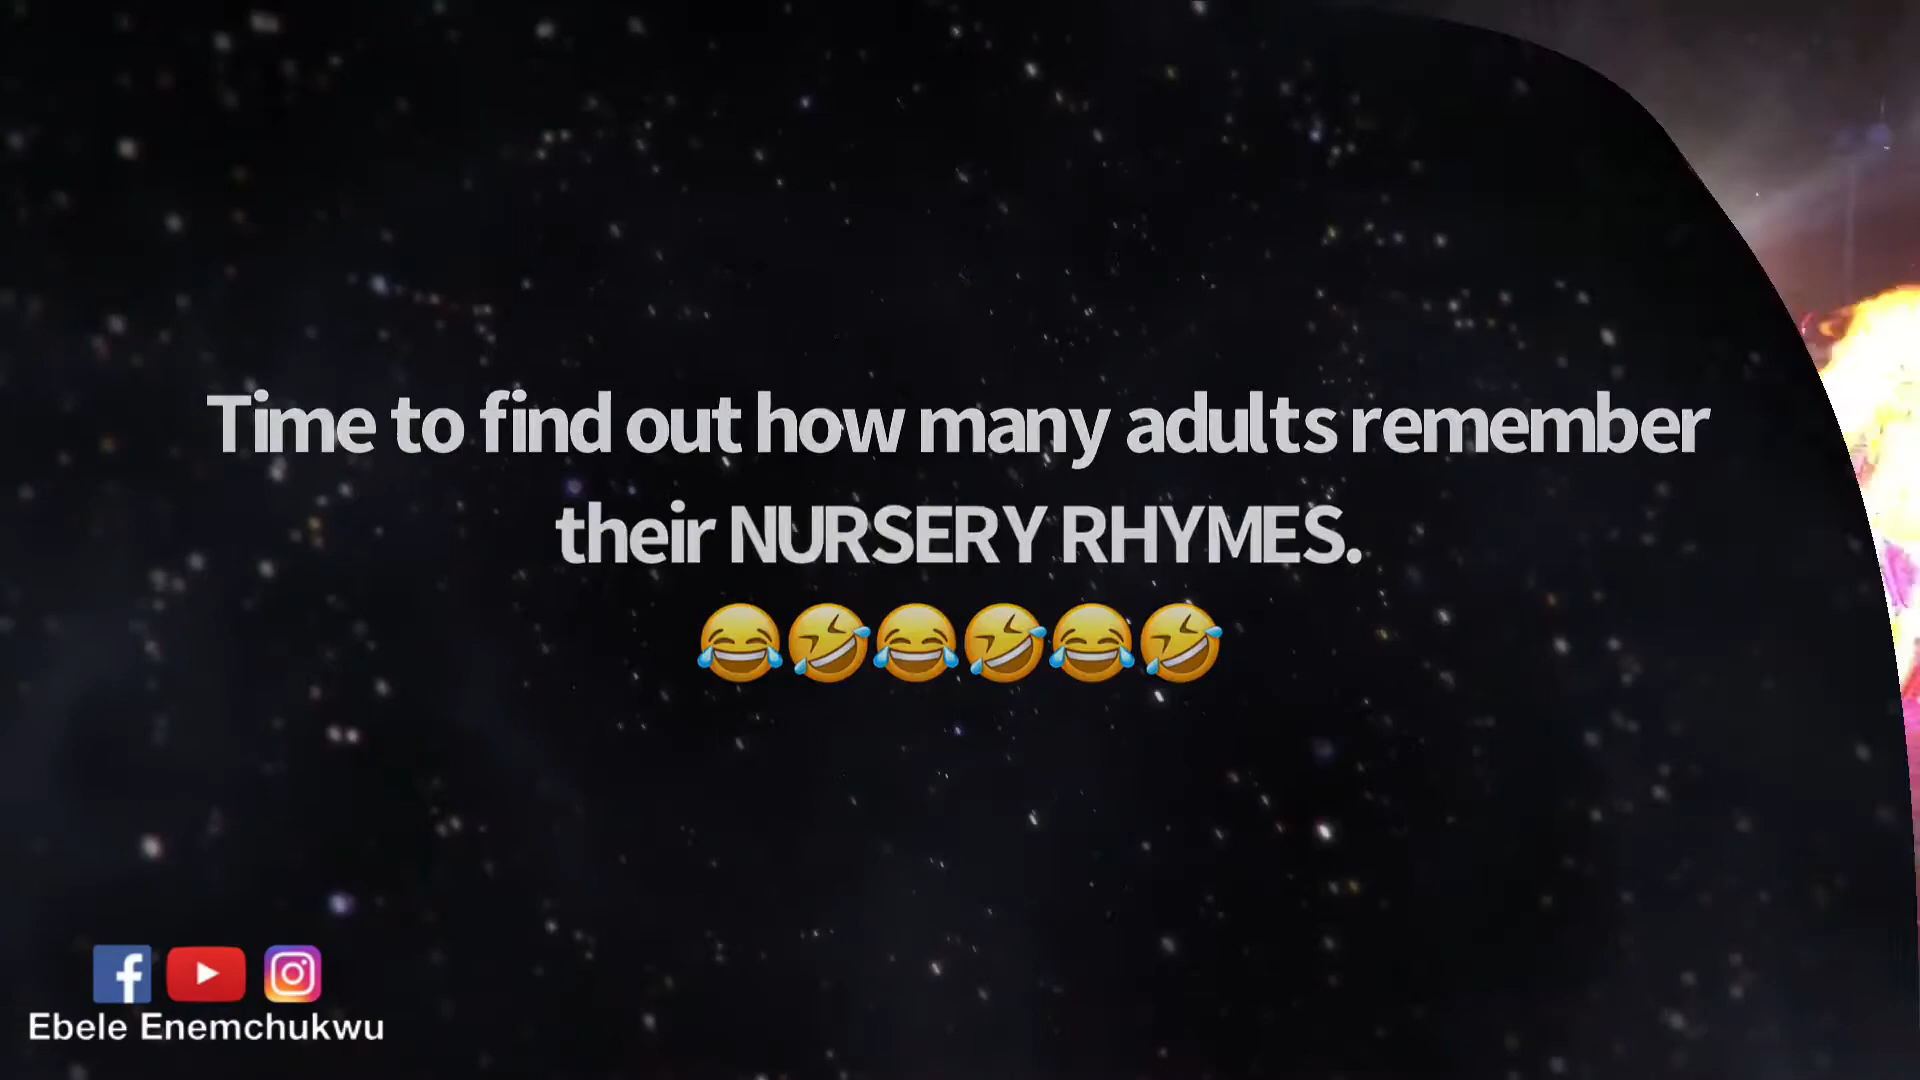 Time to find out how many adults remember
their NURSERY RHYMES.
😂🤣😂🤣😂🤣
Ebele Enemchukwu